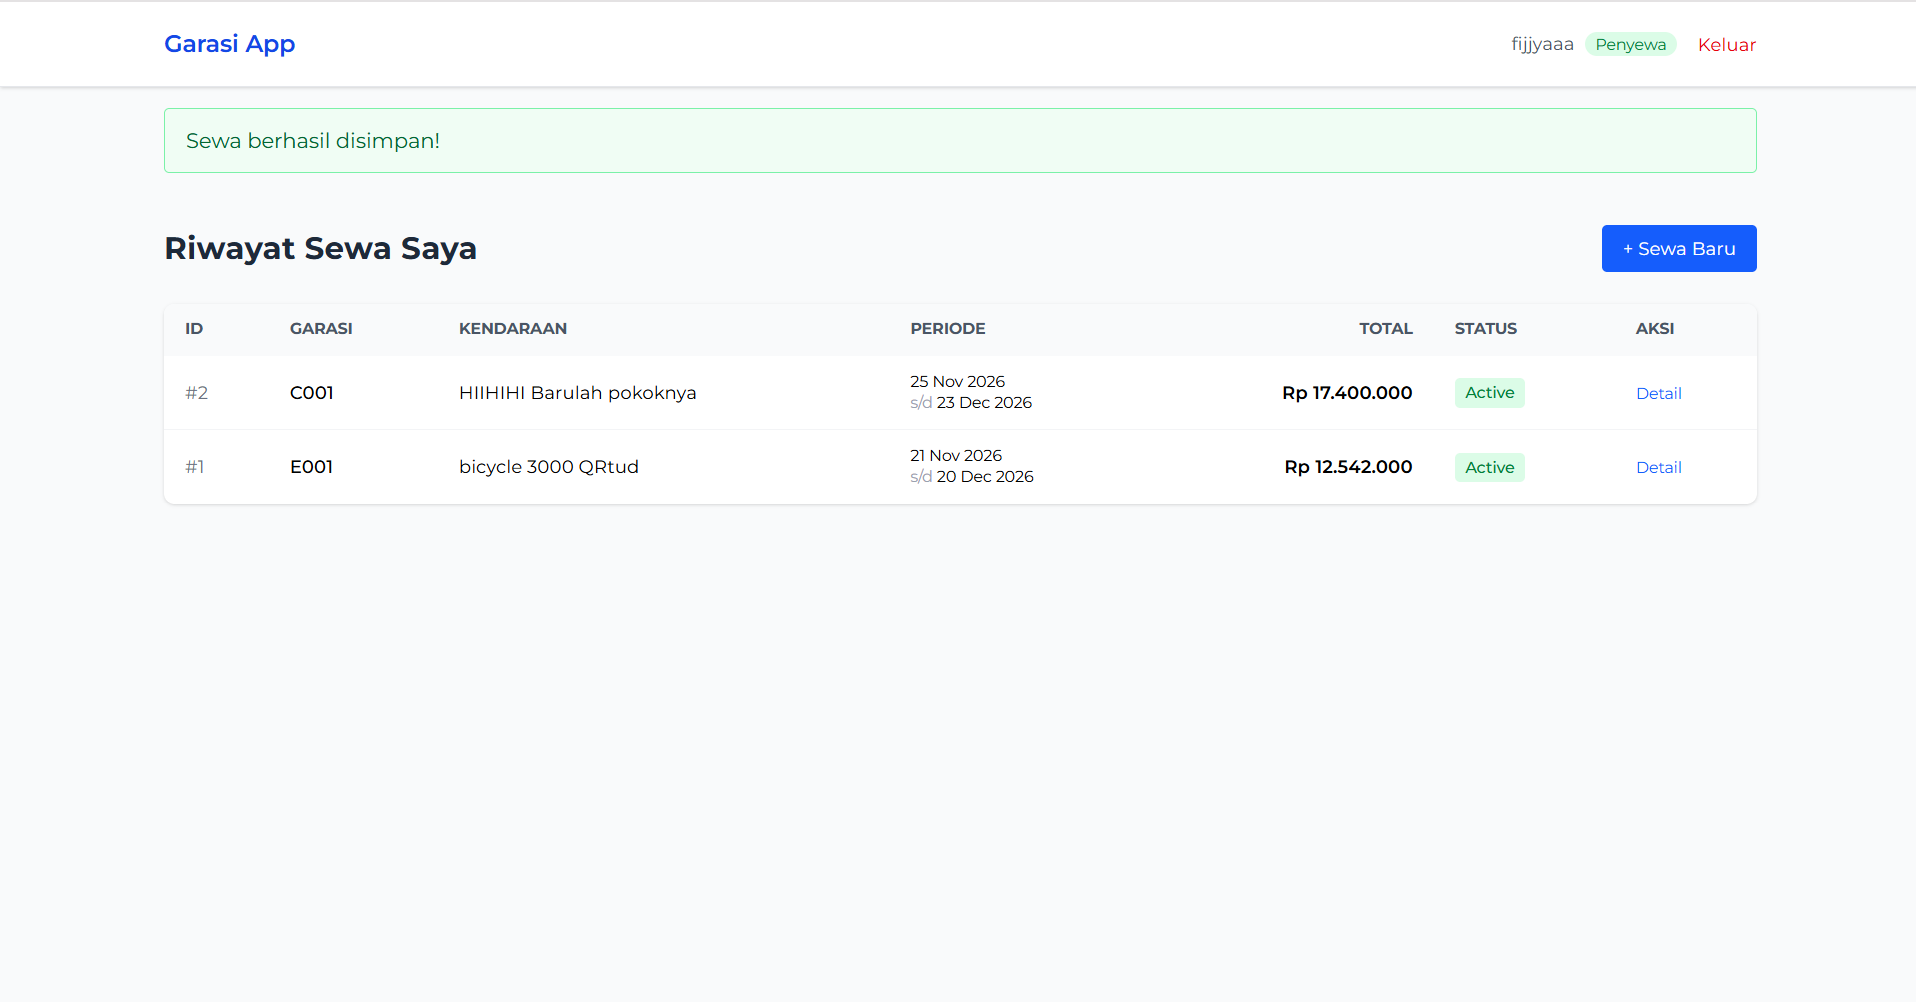 Garasi App
fijjyaaa Penyewa Keluar
Sewa berhasil disimpan!
Riwayat Sewa Saya
+ Sewa Baru
ID GARASI KENDARAAN PERIODE TOTAL STATUS AKSI
#2 C001 HIIHIHI Barulah pokoknya 25 Nov 2026 s/d 23 Dec 2026 Rp 17.400.000 Active Detail
#1 E001 bicycle 3000 QRtud 21 Nov 2026 s/d 20 Dec 2026 Rp 12.542.000 Active Detail